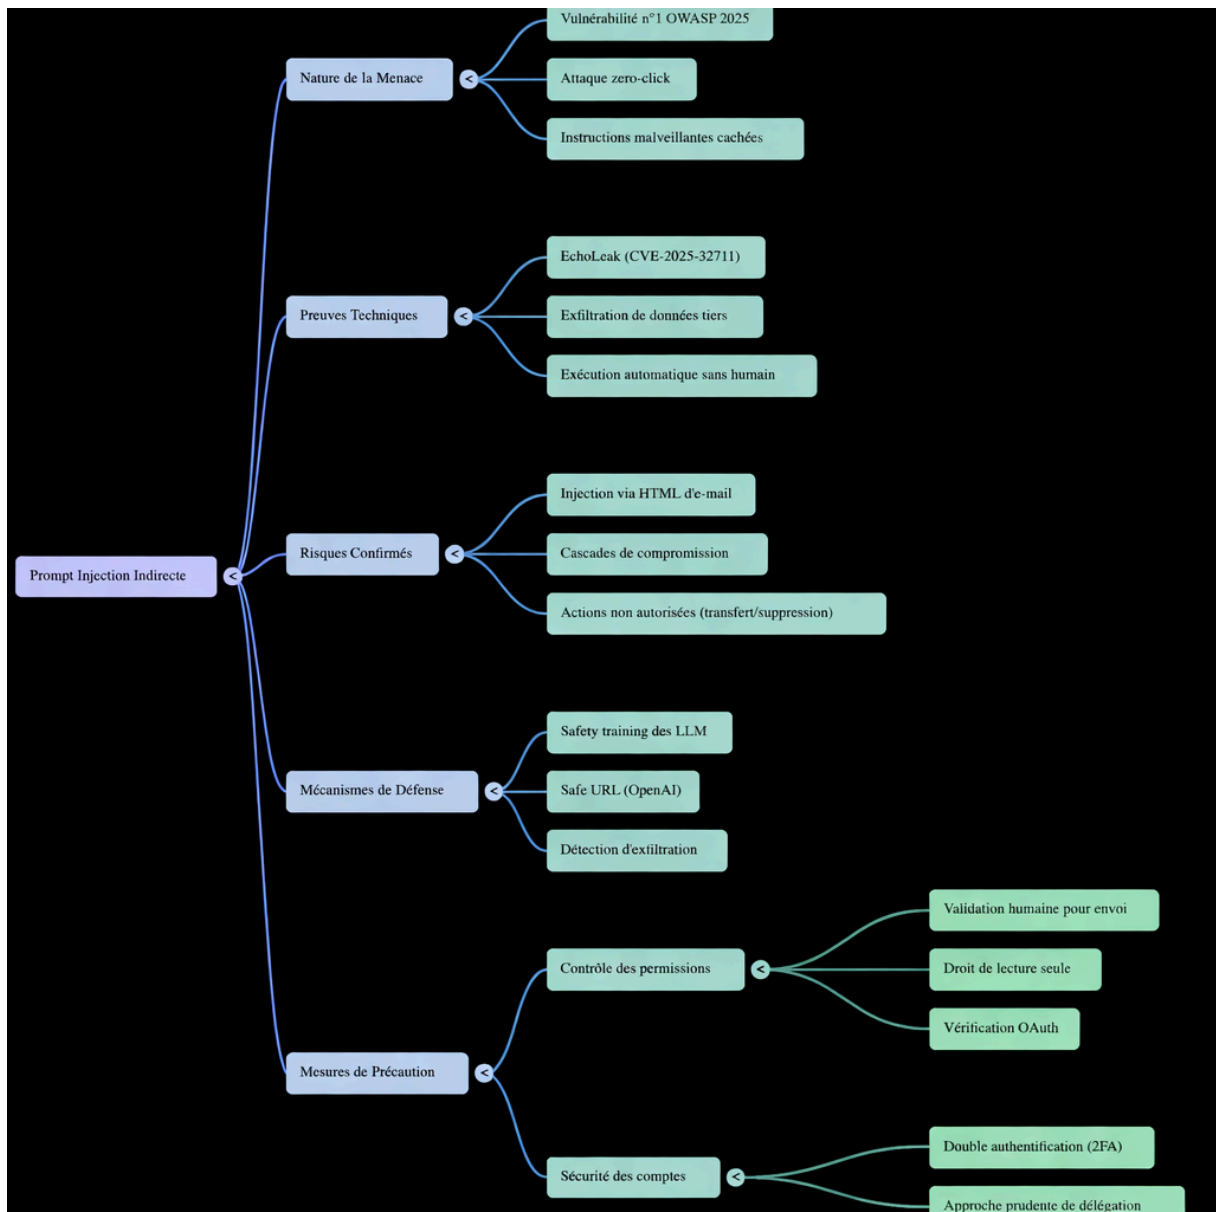 Prompt Injection Indirecte
<
Nature de la Menace
<
Vulnérabilité n°1 OWASP 2025
Attaque zero-click
Instructions malveillantes cachées
Preuves Techniques
<
EchoLeak (CVE-2025-32711)
Exfiltration de données tiers
Exécution automatique sans humain
Risques Confirmés
<
Injection via HTML d'e-mail
Cascades de compromission
Actions non autorisées (transfert/suppression)
Mécanismes de Défense
<
Safety training des LLM
Safe URL (OpenAI)
Détection d'exfiltration
Mesures de Précaution
<
Contrôle des permissions
<
Validation humaine pour envoi
Droit de lecture seule
Vérification OAuth
Sécurité des comptes
<
Double authentification (2FA)
Approche prudente de délégation